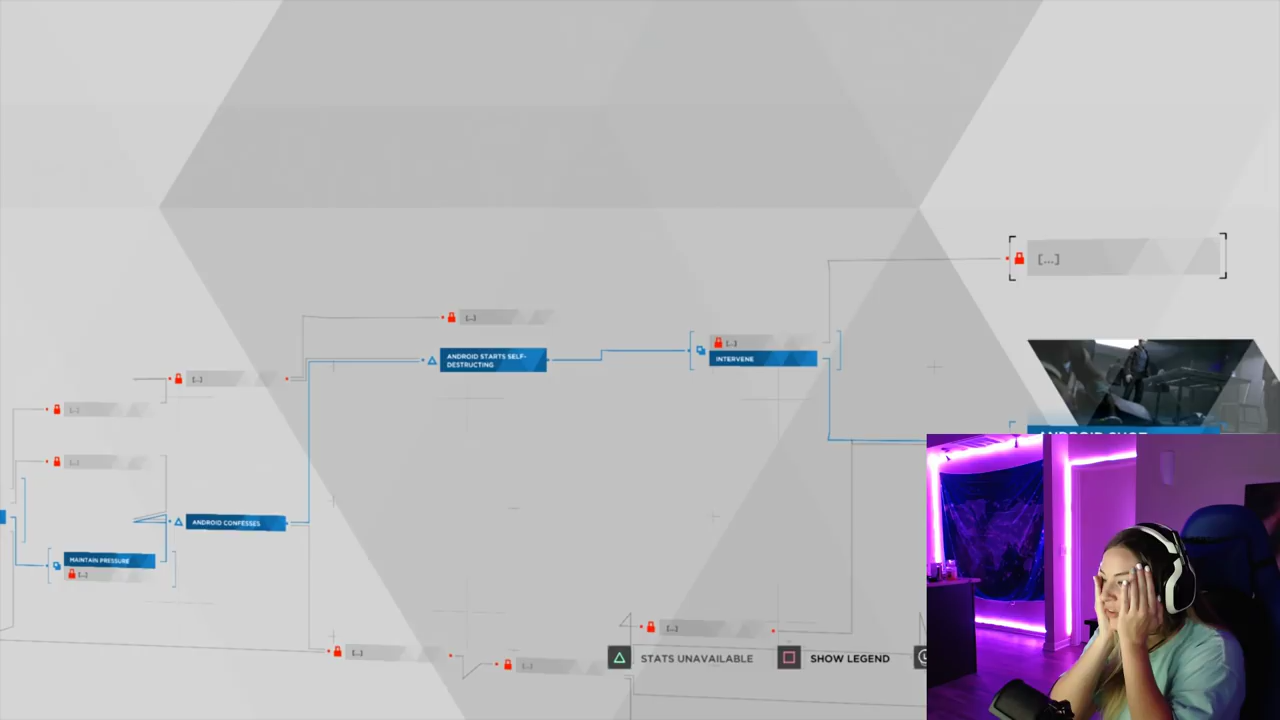 [...]
[...]
ANDROID STARTS SELF-
DESTRUCTING
[...]
INTERVENE
[...]
[...]
[...]
ANDROID CONFESSES
MAINTAIN PRESSURE
[...]
[...]
[...]
[...]
STATS UNAVAILABLE
SHOW LEGEND